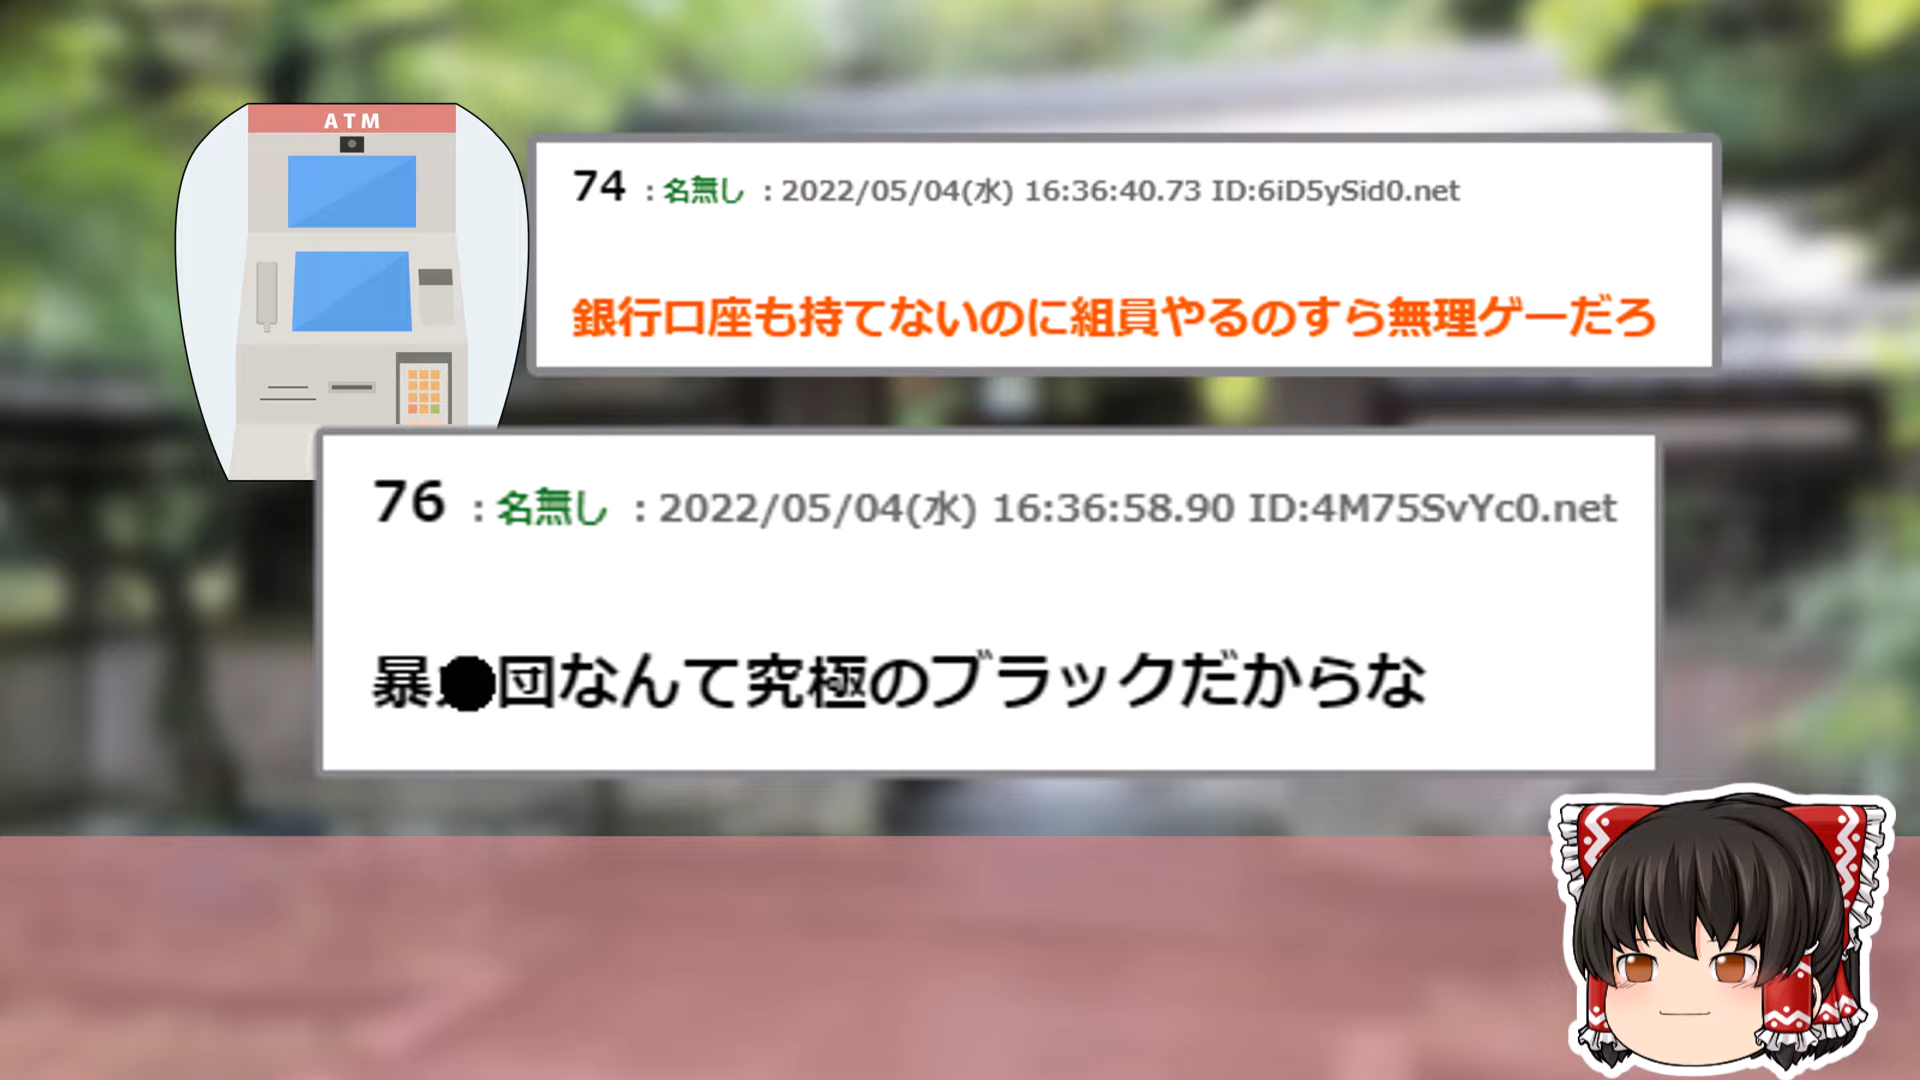 ATM
74 : 名無し : 2022/05/04(水) 16:36:40.73 ID:6iD5ySid0.net
銀行口座も持てないのに組員やるのすら無理ゲーだろ
76 : 名無し : 2022/05/04(水) 16:36:58.90 ID:4M75SvYc0.net
暴●団なんて究極のブラックだからな